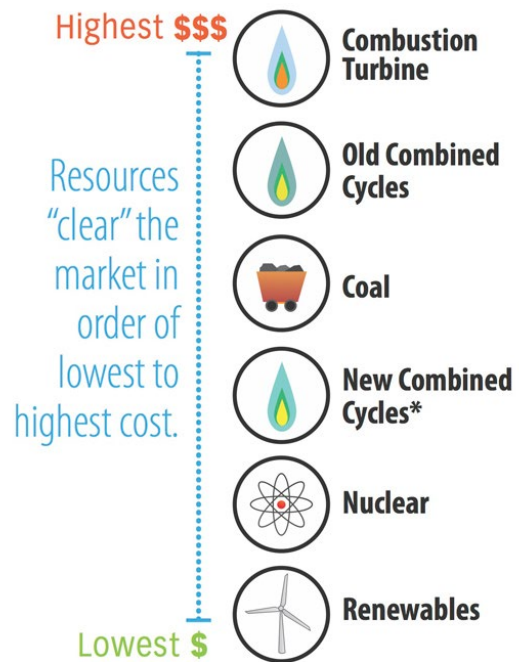 Highest $$$
Combustion
Turbine
Old Combined
Cycles
Resources
“clear” the
market in
order of
lowest to
highest cost.
Coal
New Combined
Cycles*
Nuclear
Renewables
Lowest $